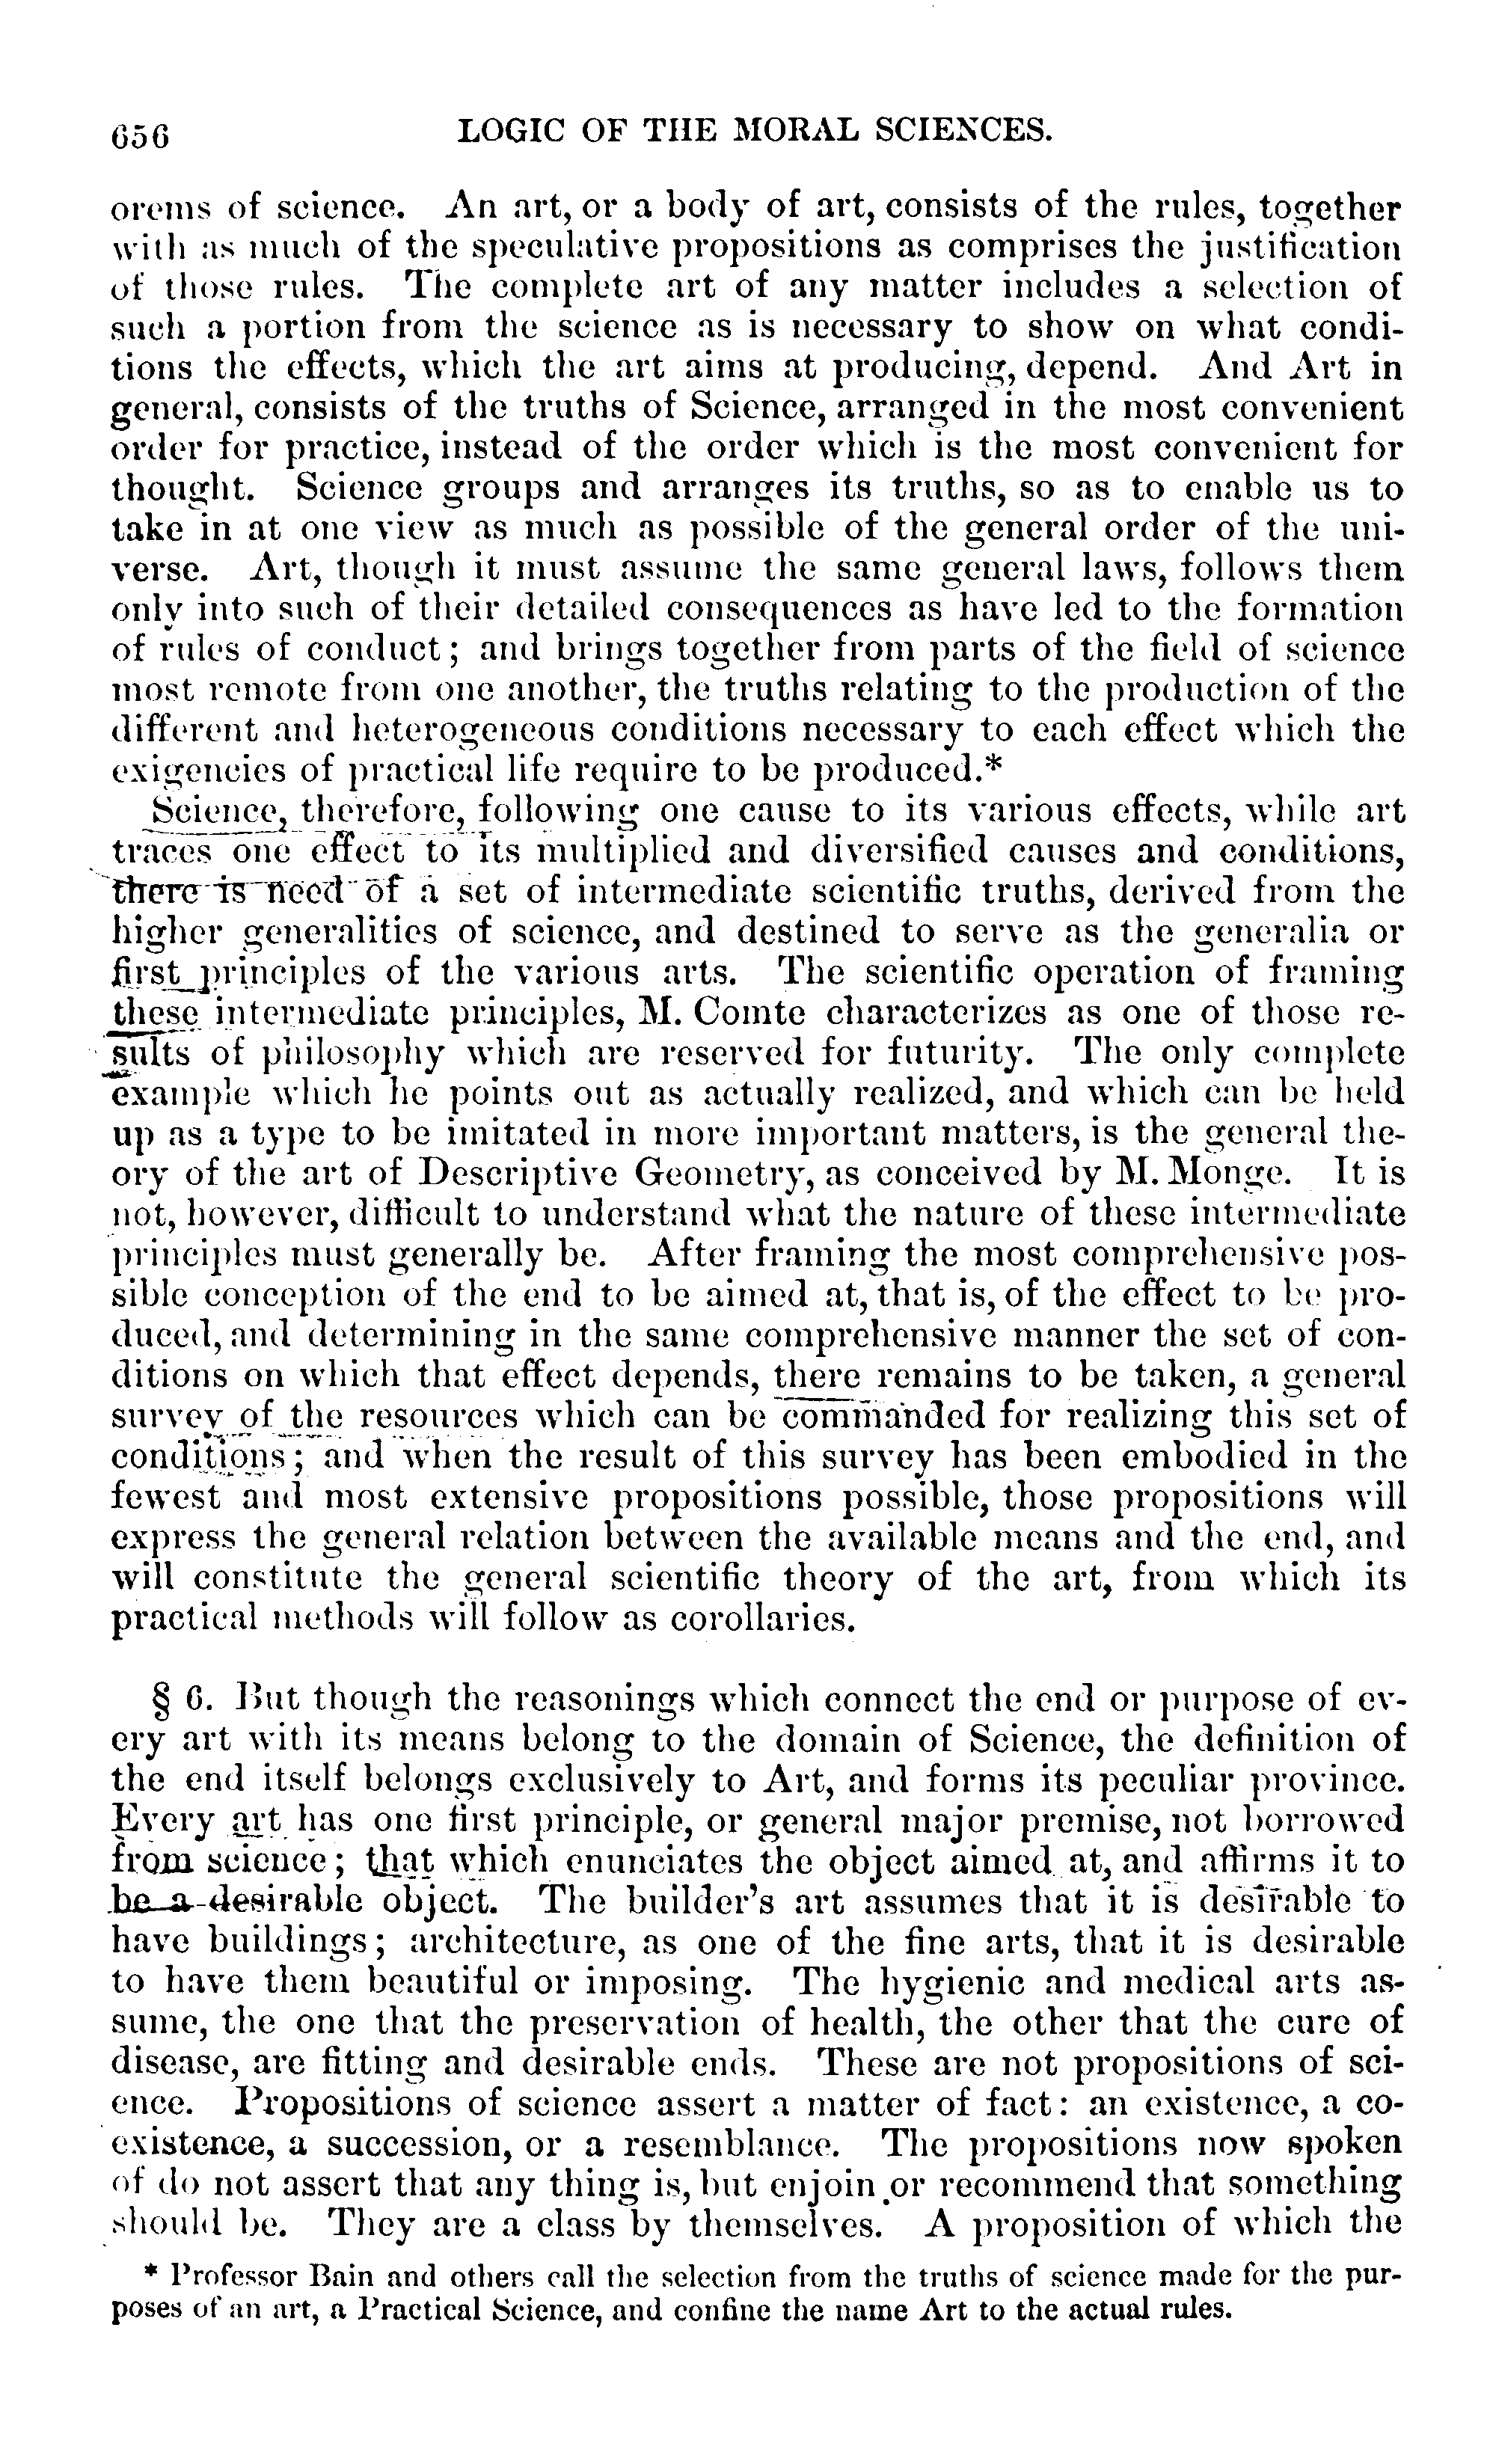 656 LOGIC OF THE MORAL SCIENCES.
orems of science. An art, or a body of art, consists of the rules, together
with as much of the speculative propositions as comprises the justification
of those rules. The complete art of any matter includes a selection of
such a portion from the science as is necessary to show on what condi-
tions the effects, which the art aims at producing, depend. And Art in
general, consists of the truths of Science, arranged in the most convenient
order for practice, instead of the order which is the most convenient for
thought. Science groups and arranges its truths, so as to enable us to
take in at one view as much as possible of the general order of the uni-
verse. Art, though it must assume the same general laws, follows them
only into such of their detailed consequences as have led to the formation
of rules of conduct; and brings together from parts of the field of science
most remote from one another, the truths relating to the production of the
different and heterogeneous conditions necessary to each effect which the
exigencies of practical life require to be produced.*
Science, therefore, following one cause to its various effects, while art
traces one effect to its multiplied and diversified causes and conditions,
there is need of a set of intermediate scientific truths, derived from the
higher generalities of science, and destined to serve as the generalia or
first principles of the various arts. The scientific operation of framing
these intermediate principles, M. Comte characterizes as one of those re-
sults of philosophy which are reserved for futurity. The only complete
example which he points out as actually realized, and which can be held
up as a type to be imitated in more important matters, is the general the-
ory of the art of Descriptive Geometry, as conceived by M. Monge. It is
not, however, difficult to understand what the nature of these intermediate
principles must generally be. After framing the most comprehensive pos-
sible conception of the end to be aimed at, that is, of the effect to be pro-
duced, and determining in the same comprehensive manner the set of con-
ditions on which that effect depends, there remains to be taken, a general
survey of the resources which can be commanded for realizing this set of
conditions; and when the result of this survey has been embodied in the
fewest and most extensive propositions possible, those propositions will
express the general relation between the available means and the end, and
will constitute the general scientific theory of the art, from which its
practical methods will follow as corollaries.
§ 6. But though the reasonings which connect the end or purpose of ev-
ery art with its means belong to the domain of Science, the definition of
the end itself belongs exclusively to Art, and forms its peculiar province.
Every art has one first principle, or general major premise, not borrowed
from science; that which enunciates the object aimed at, and affirms it to
be a desirable object. The builder's art assumes that it is desirable to
have buildings; architecture, as one of the fine arts, that it is desirable
to have them beautiful or imposing. The hygienic and medical arts as-
sume, the one that the preservation of health, the other that the cure of
disease, are fitting and desirable ends. These are not propositions of sci-
ence. Propositions of science assert a matter of fact: an existence, a co-
existence, a succession, or a resemblance. The propositions now spoken
of do not assert that any thing is, but enjoin or recommend that something
should be. They are a class by themselves. A proposition of which the
* Professor Bain and others call the selection from the truths of science made for the pur-
poses of an art, a Practical Science, and confine the name Art to the actual rules.